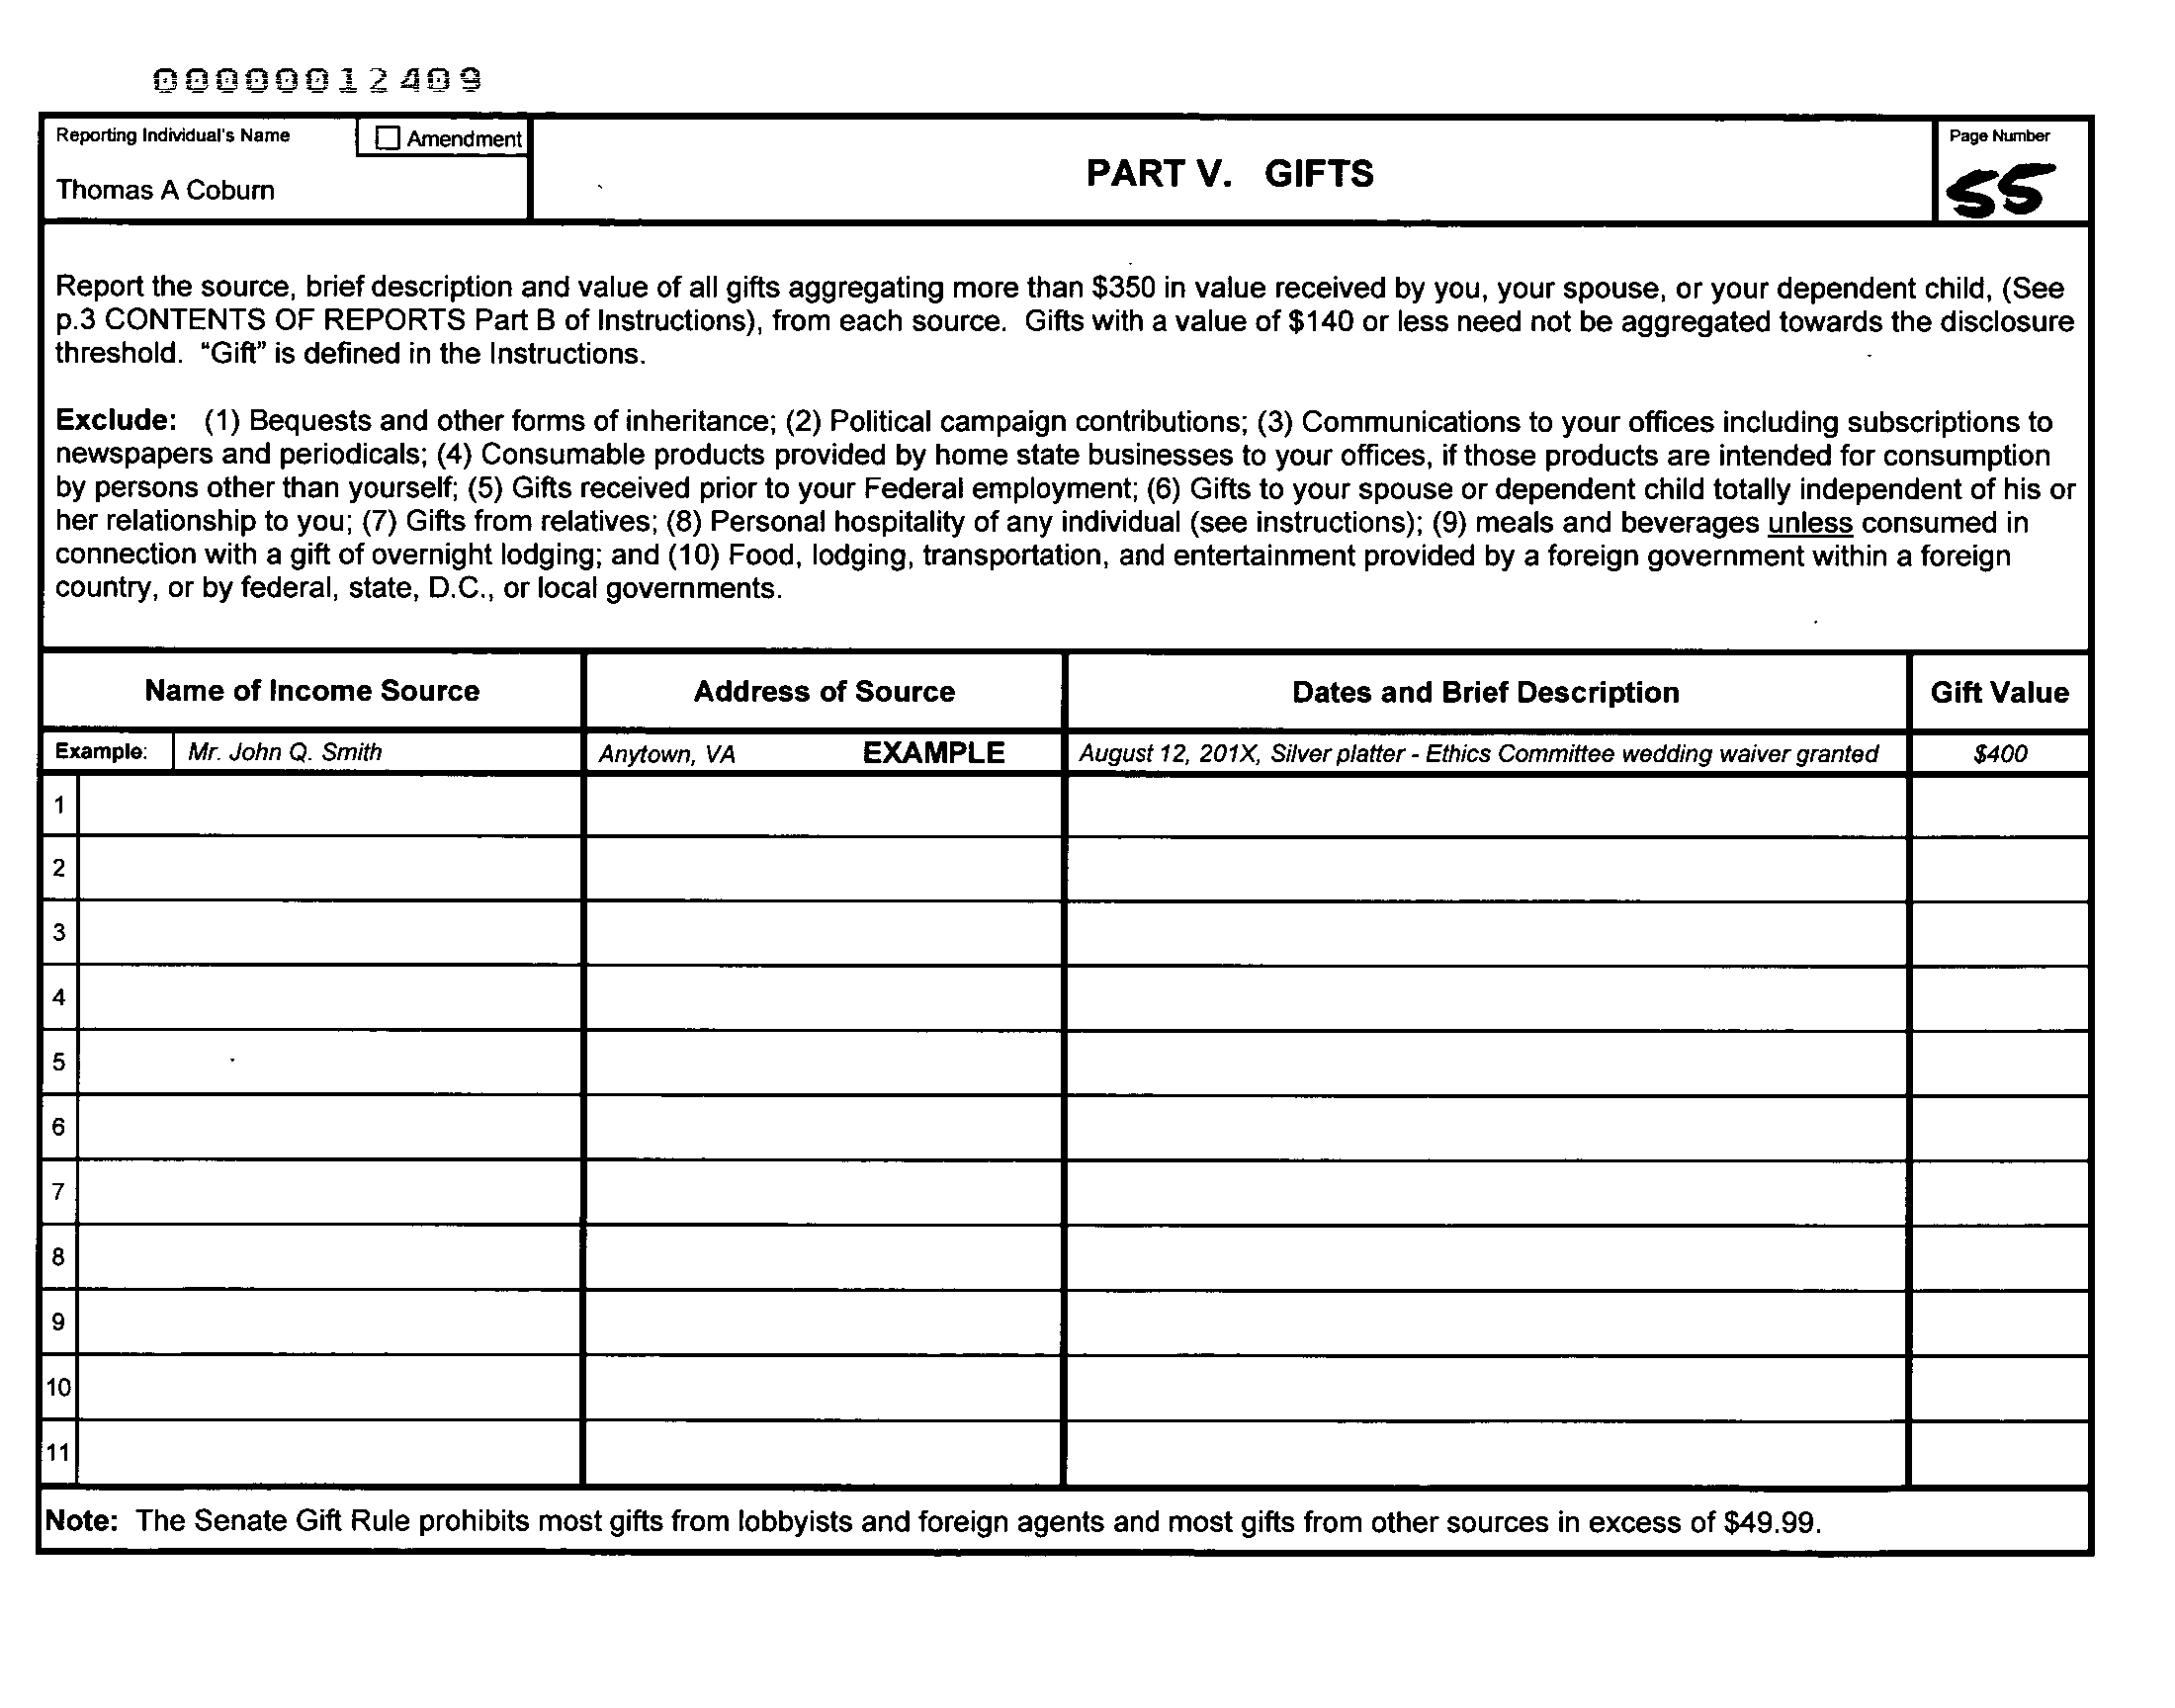 00000012409
Reporting Individual's Name
Amendment
Thomas A Coburn
PART V. GIFTS
Page Number
55
Report the source, brief description and value of all gifts aggregating more than $350 in value received by you, your spouse, or your dependent child, (See
p.3 CONTENTS OF REPORTS Part B of Instructions), from each source. Gifts with a value of $140 or less need not be aggregated towards the disclosure
threshold. “Gift” is defined in the Instructions.
Exclude: (1) Bequests and other forms of inheritance; (2) Political campaign contributions; (3) Communications to your offices including subscriptions to
newspapers and periodicals; (4) Consumable products provided by home state businesses to your offices, if those products are intended for consumption
by persons other than yourself; (5) Gifts received prior to your Federal employment; (6) Gifts to your spouse or dependent child totally independent of his or
her relationship to you; (7) Gifts from relatives; (8) Personal hospitality of any individual (see instructions); (9) meals and beverages unless consumed in
connection with a gift of overnight lodging; and (10) Food, lodging, transportation, and entertainment provided by a foreign government within a foreign
country, or by federal, state, D.C., or local governments.
Name of Income Source Address of Source Dates and Brief Description Gift Value
Example: Mr. John Q. Smith Anytown, VA EXAMPLE August 12, 201X, Silver platter - Ethics Committee wedding waiver granted $400
1
2
3
4
5
6
7
8
9
10
11
Note: The Senate Gift Rule prohibits most gifts from lobbyists and foreign agents and most gifts from other sources in excess of $49.99.